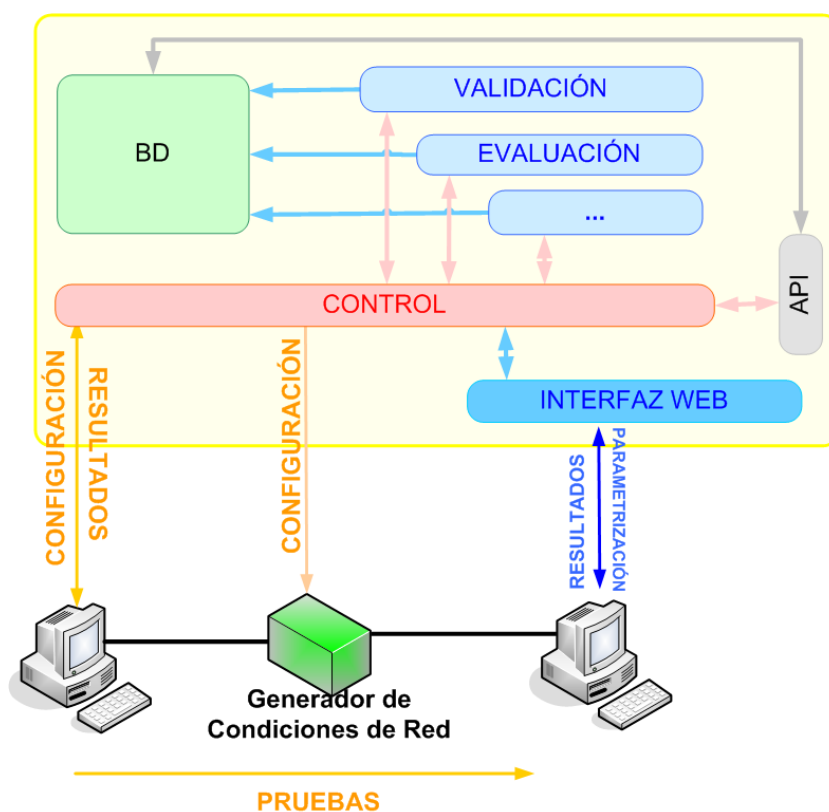 VALIDACIÓN
BD
EVALUACIÓN
...
API
CONTROL
INTERFAZ WEB
CONFIGURACIÓN
RESULTADOS
CONFIGURACIÓN
RESULTADOS
PARAMETRIZACIÓN
Generador de
Condiciones de Red
PRUEBAS